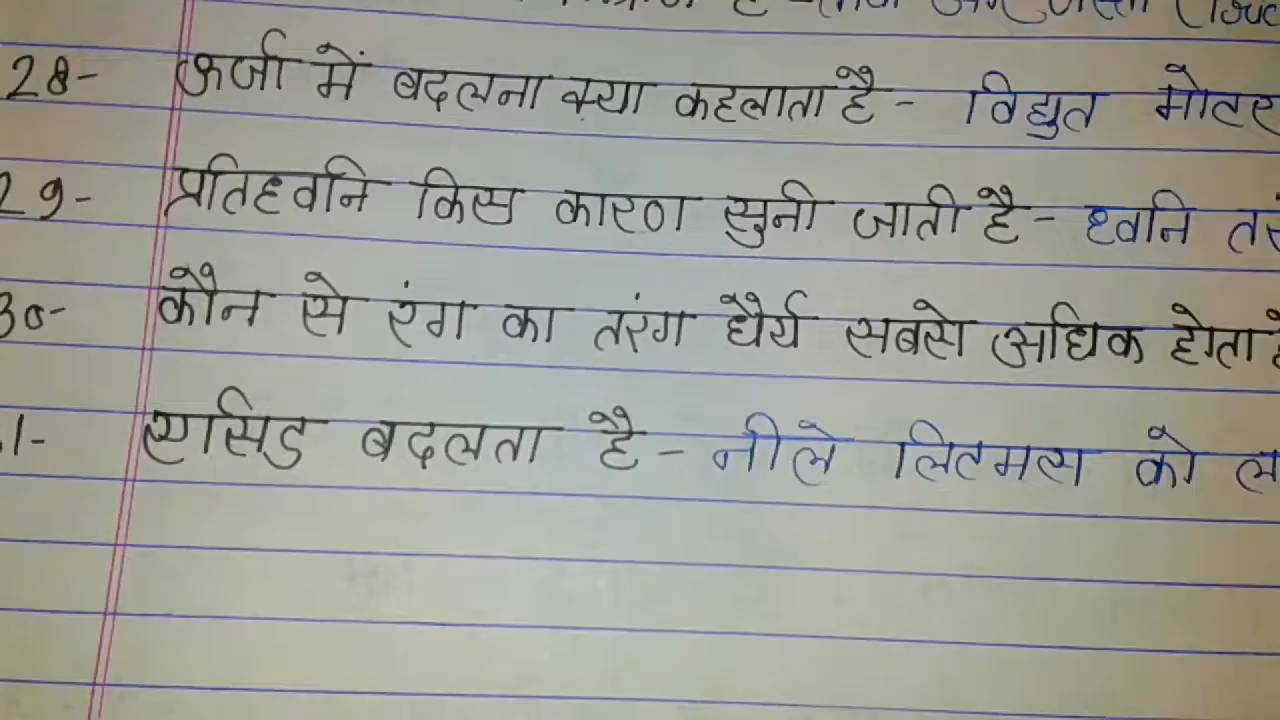 28- ऊर्जा में बदलना क्या कहलाता है - विद्युत मोटर
29- प्रतिध्वनि किस कारण सुनी जाती है - ध्वनि
30- कौन से रंग का तरंग धैर्य सबसे अधिक होता
1- एसिड बदलता है - नीले लिटमस को